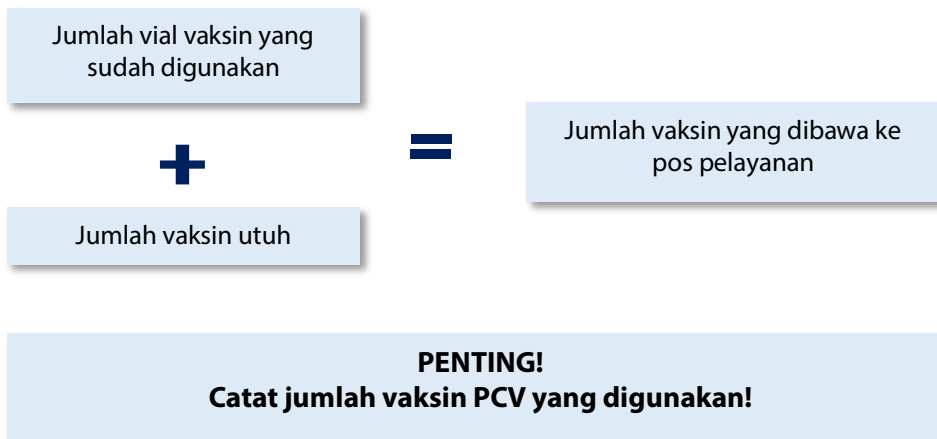 Jumlah vial vaksin yang
sudah digunakan
+
=
Jumlah vaksin yang dibawa ke
pos pelayanan
Jumlah vaksin utuh
PENTING!
Catat jumlah vaksin PCV yang digunakan!